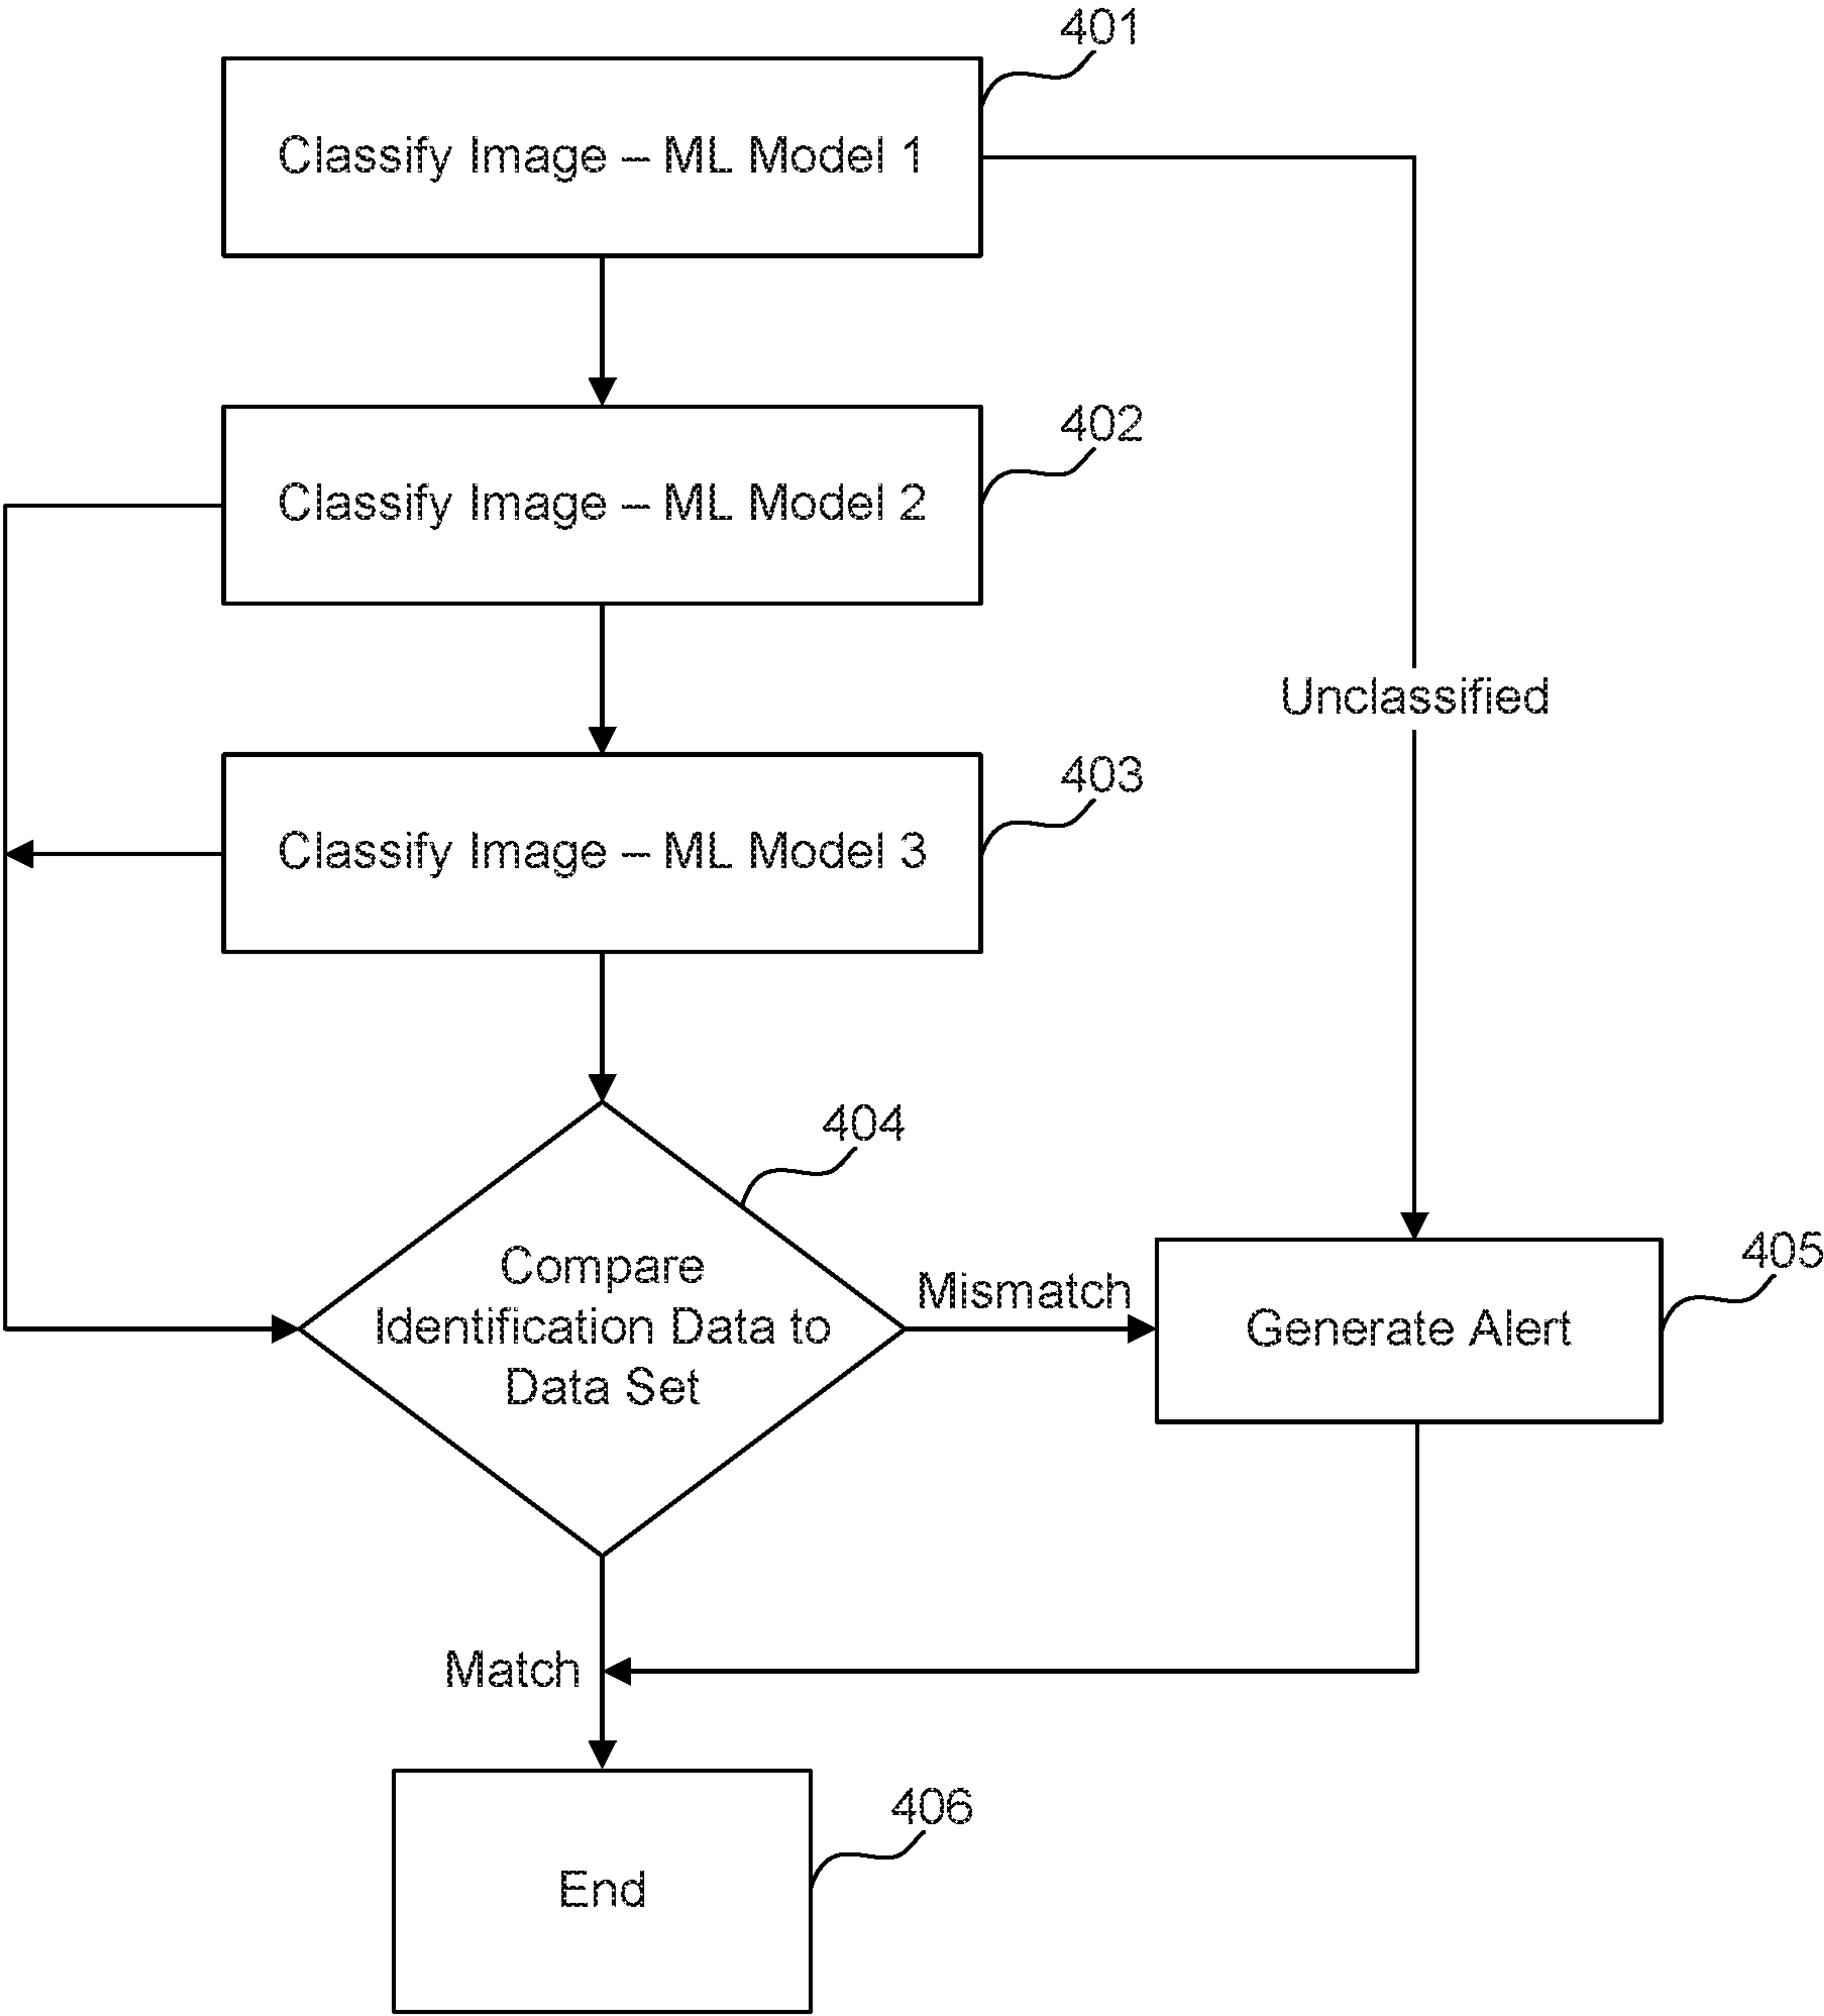 401
Classify Image – ML Model 1
402
Classify Image – ML Model 2
Unclassified
403
Classify Image – ML Model 3
404
Compare
Identification Data to
Data Set
Mismatch
405
Generate Alert
Match
406
End